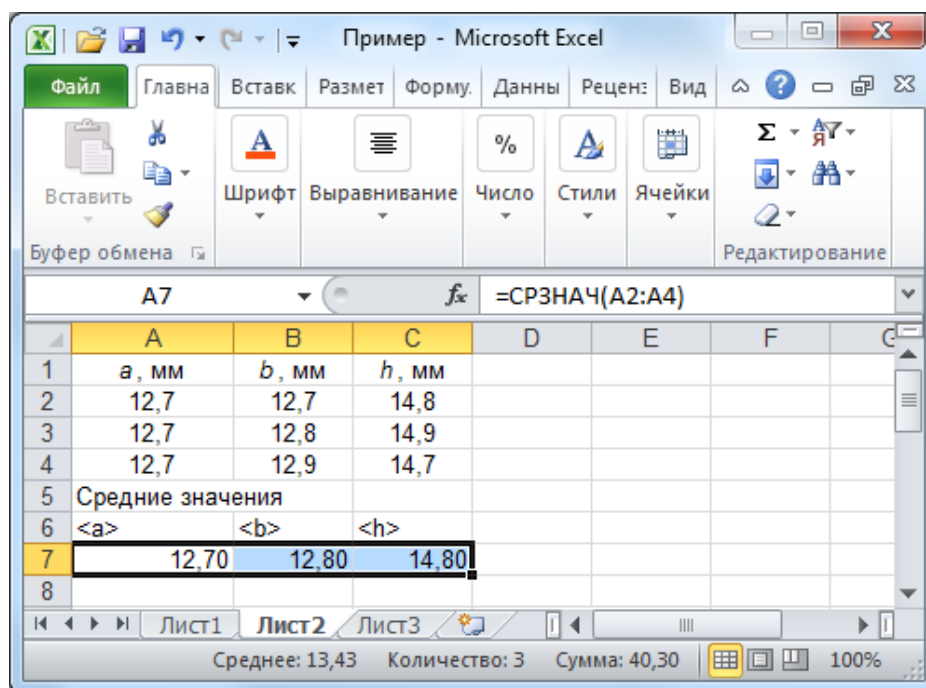 Пример - Microsoft Excel
Файл Главна Вставк Размет Форму. Данны Реценз Вид
Вставить Шрифт Выравнивание Число Стили Ячейки
Буфер обмена Редактирование
A7 fx =СРЗНАЧ(A2:A4)
A B C D E F G
1 a, мм b, мм h, мм
2 12,7 12,7 14,8
3 12,7 12,8 14,9
4 12,7 12,9 14,7
5 Средние значения
6 <a> <b> <h>
7 12,70 12,80 14,80
8
Лист1 Лист2 Лист3
Среднее: 13,43 Количество: 3 Сумма: 40,30 100%